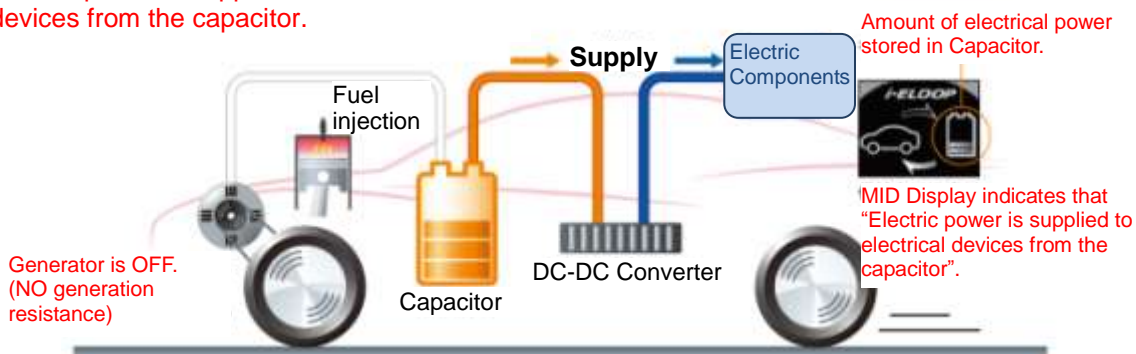 devices from the capacitor.
Amount of electrical power
stored in Capacitor.
Supply
Electric
Components
i-ELOOP
Fuel
injection
MID Display indicates that
“Electric power is supplied to
electrical devices from the
capacitor”.
DC-DC Converter
Generator is OFF.
(NO generation
resistance)
Capacitor